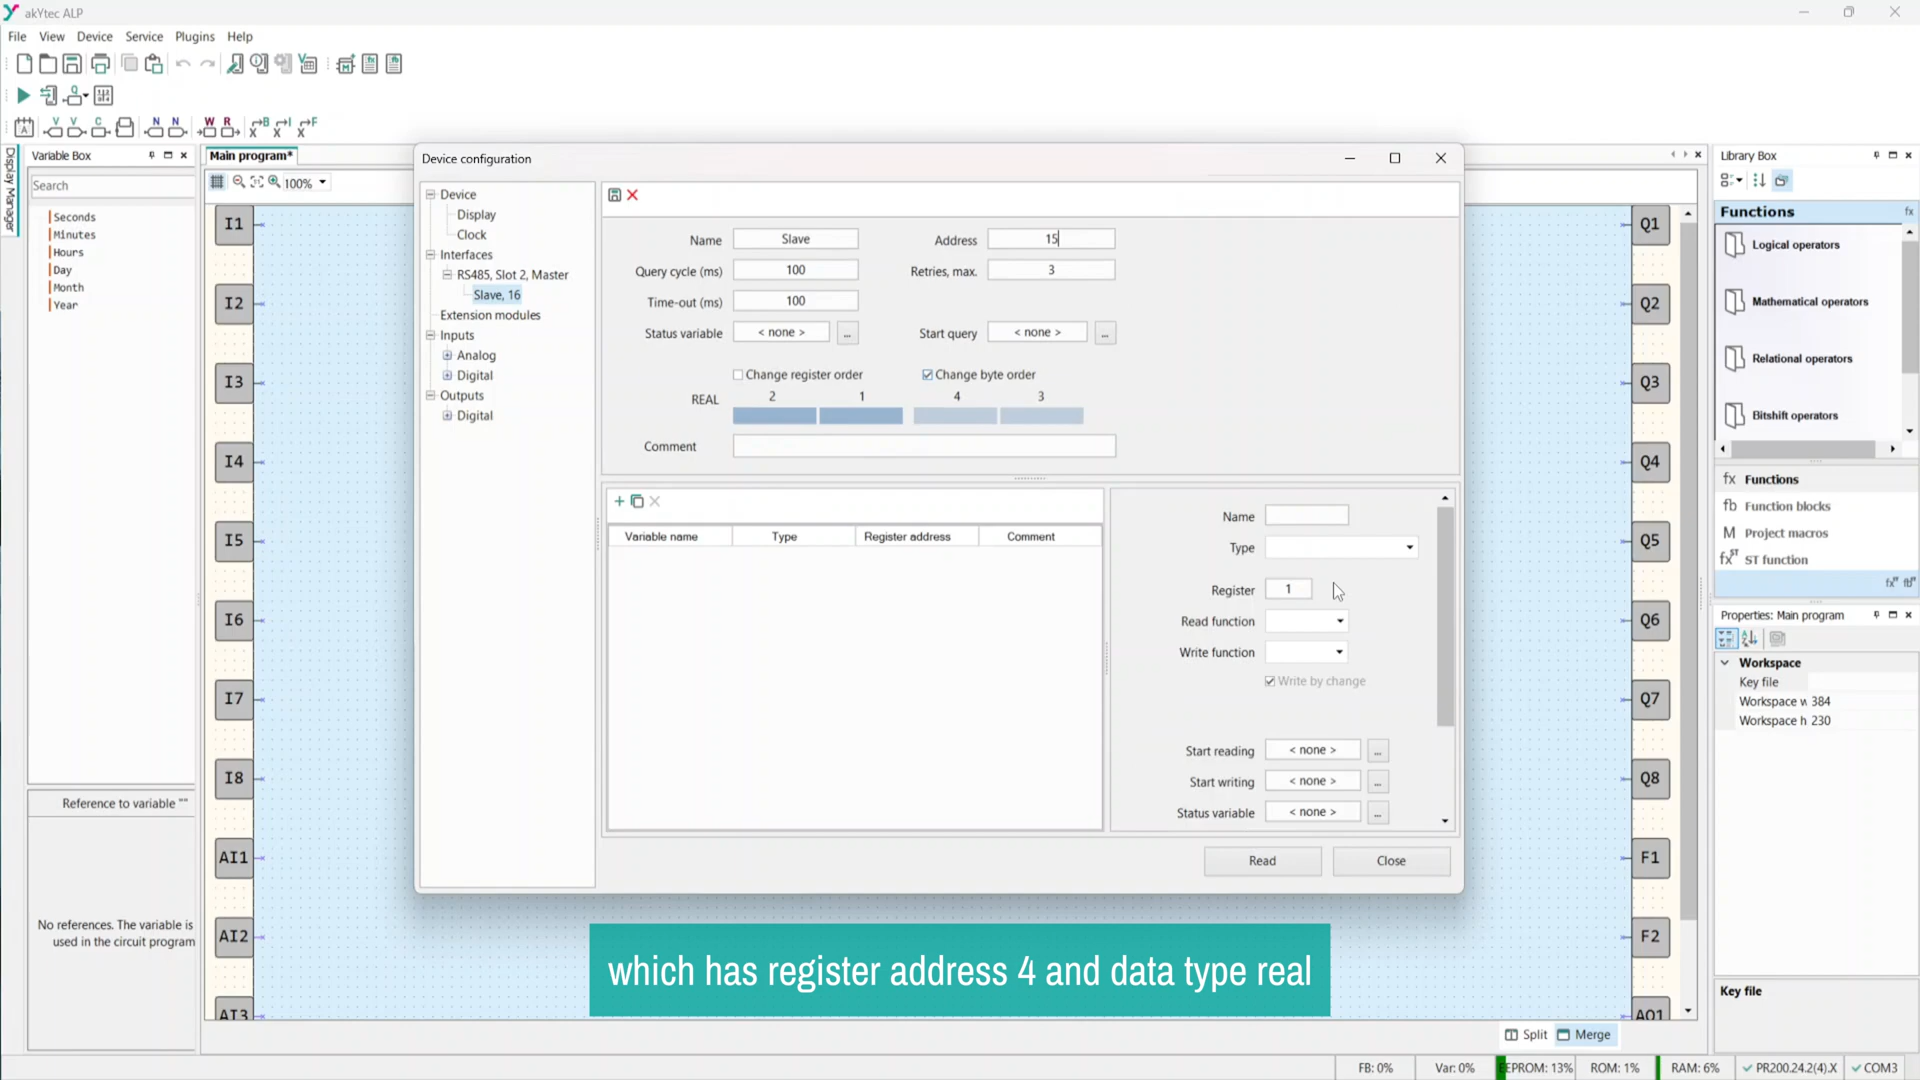 akYtec ALP
File View Device Service Plugins Help
Display Manager
Variable Box
Search
Seconds
Minutes
Hours
Day
Month
Year
Reference to variable ""
No references. The variable is
used in the circuit program
Main program*
100%
I1
I2
I3
I4
I5
I6
I7
I8
AI1
AI2
AI3
Device configuration
Device
Display
Clock
Interfaces
RS485, Slot 2, Master
Slave, 16
Extension modules
Inputs
Analog
Digital
Outputs
Digital
Name Slave Address 15
Query cycle (ms) 100 Retries, max. 3
Time-out (ms) 100
Status variable < none > ... Start query < none > ...
Change register order Change byte order
REAL 2 1 4 3
Comment
Variable name Type Register address Comment
Name
Type
Register 1
Read function
Write function
Write by change
Start reading < none > ...
Start writing < none > ...
Status variable < none > ...
Read Close
which has register address 4 and data type real
Q1
Q2
Q3
Q4
Q5
Q6
Q7
Q8
F1
F2
AO1
Split Merge
Library Box
Functions fx
Logical operators
Mathematical operators
Relational operators
Bitshift operators
fx Functions
fb Function blocks
M Project macros
fx ST ST function
Properties: Main program
Workspace
Key file
Workspace w 384
Workspace h 230
Key file
FB: 0% Var: 0% EEPROM: 13% ROM: 1% RAM: 6% PR200.24.2(4).X COM3